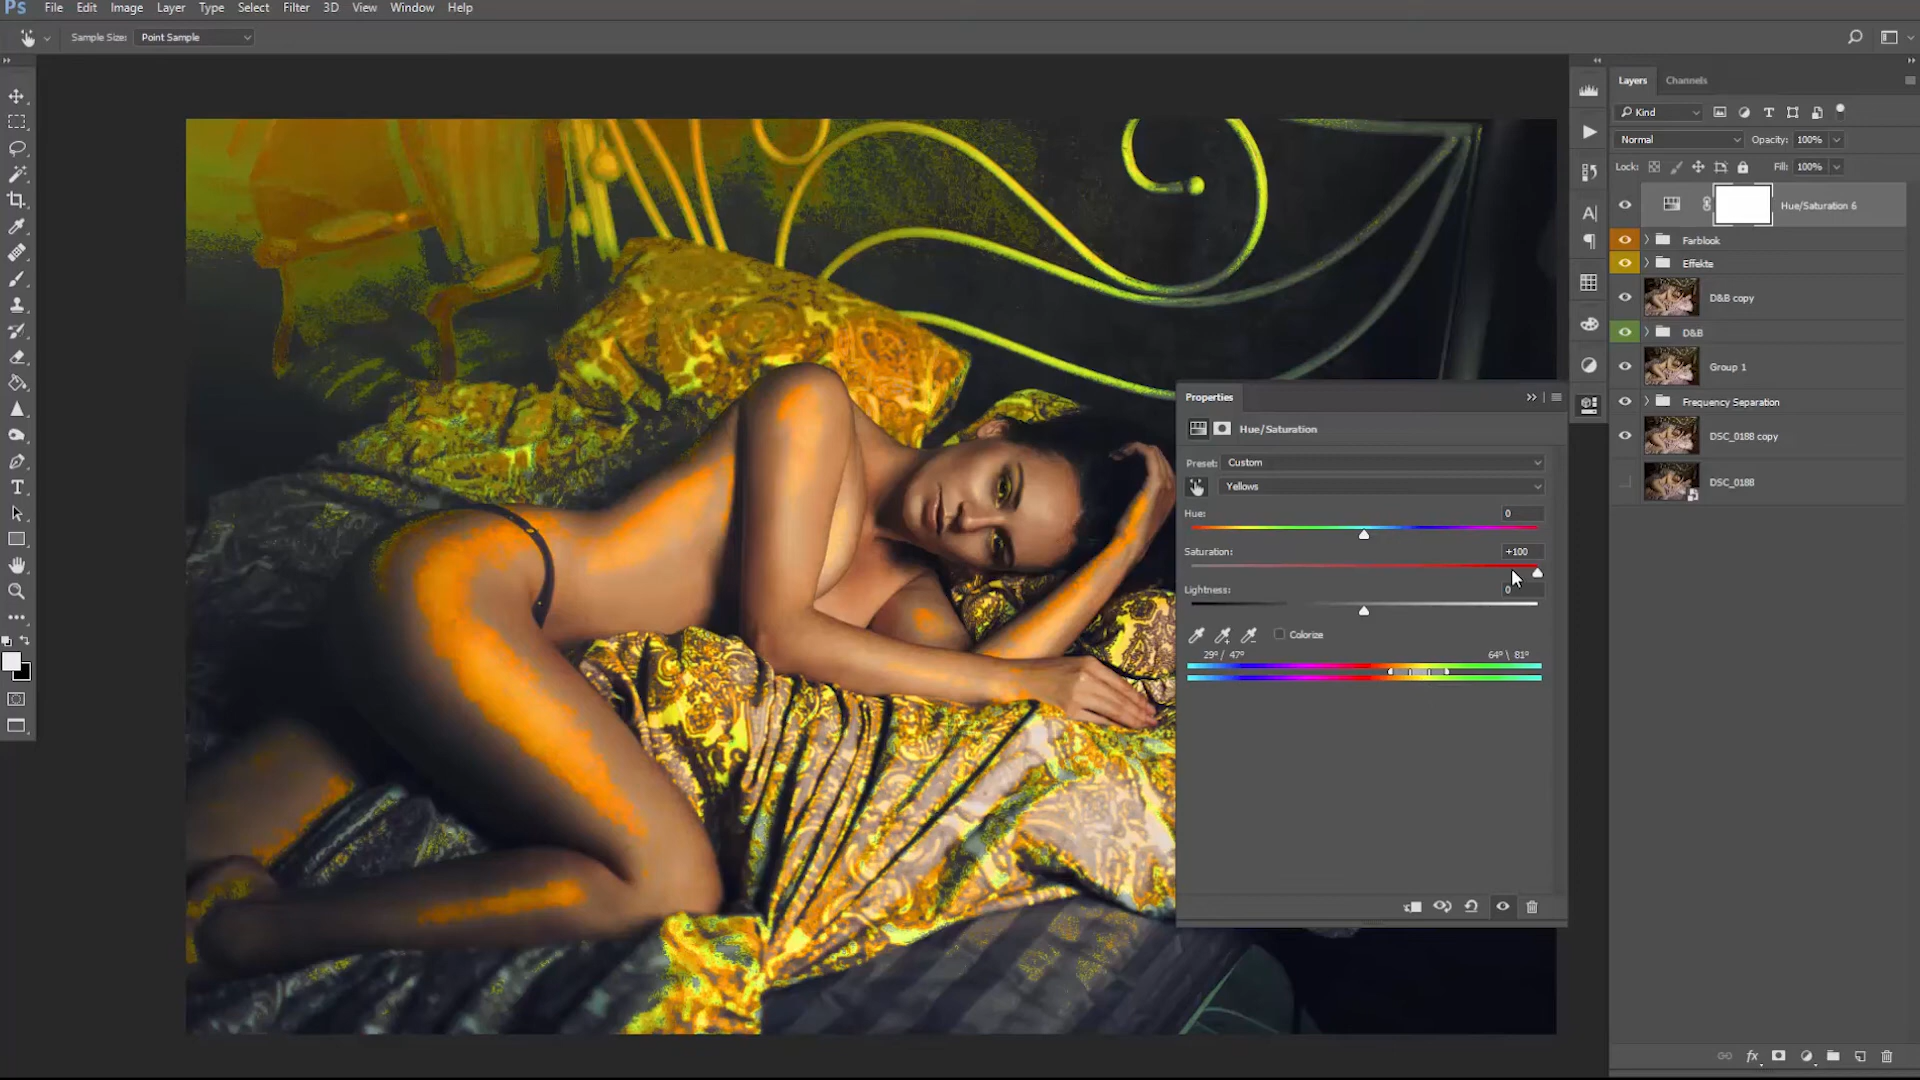 Ps File Edit Image Layer Type Select Filter 3D View Window Help
Sample Size: Point Sample
Layers Channels
Kind
Normal Opacity: 100%
Lock: Fill: 100%
Hue/Saturation 6
Farblook
Effekte
D&B copy
D&B
Group 1
Frequency Separation
DSC_0188 copy
DSC_0188
Properties
Hue/Saturation
Preset: Custom
Yellows
Hue: 0
Saturation: +100
Lightness: 0
Colorize
29°/ 47° 64°\ 81°